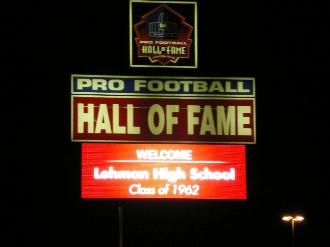 PRO FOOTBALL
HALL OF FAME
PRO FOOTBALL
HALL OF FAME
WELCOME
Lehman High School
Class of 1962